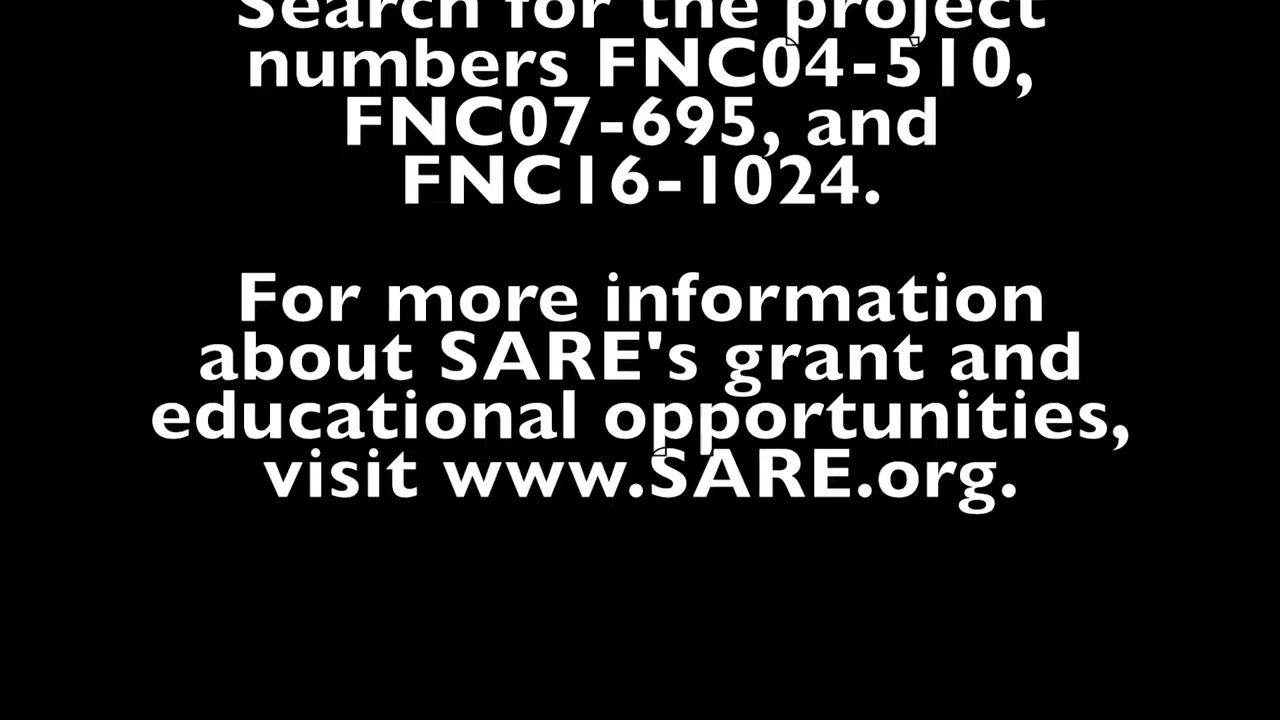 Search for the project
numbers FNC04-510,
FNC07-695, and
FNC16-1024.
For more information
about SARE's grant and
educational opportunities,
visit www.SARE.org.